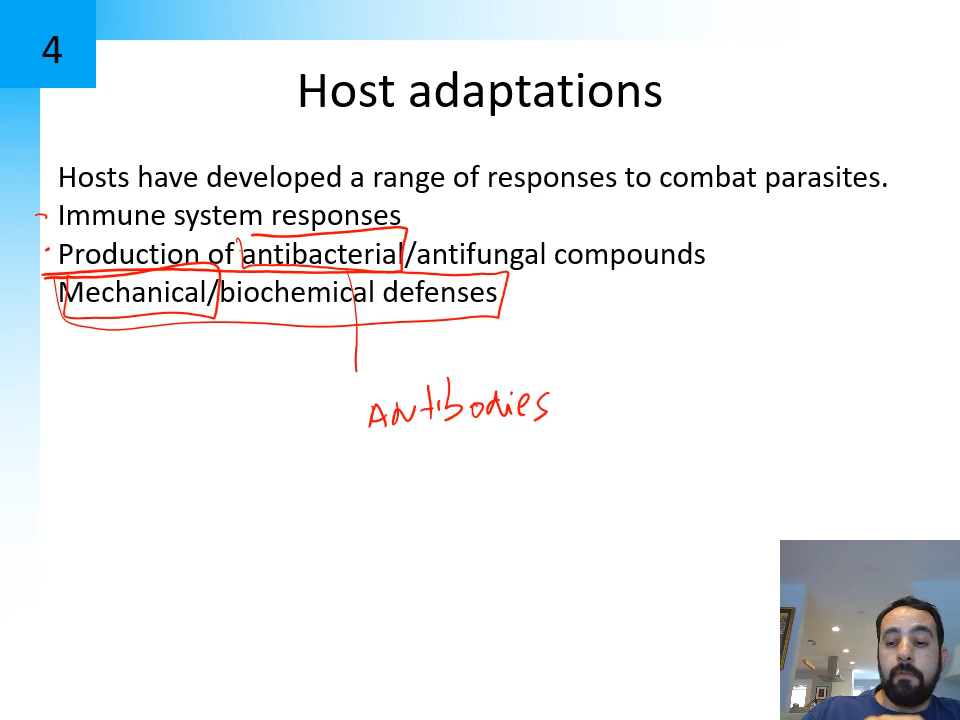 4
Host adaptations
Hosts have developed a range of responses to combat parasites.
Immune system responses
Production of antibacterial/antifungal compounds
Mechanical/biochemical defenses
Antibodies